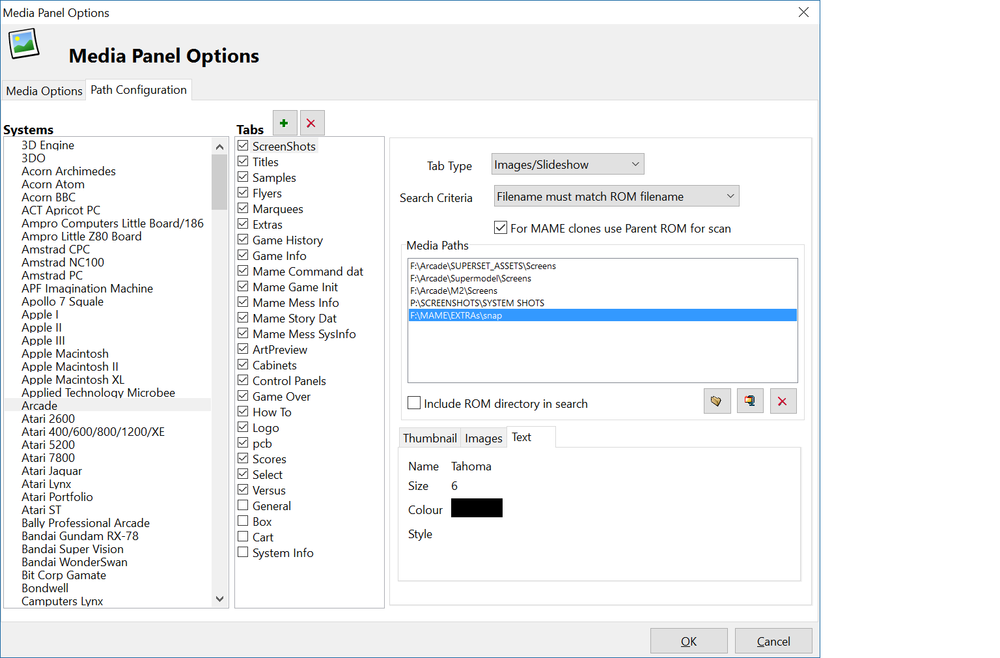 Media Panel Options
Media Panel Options
Media Options Path Configuration
Systems
3D Engine
3DO
Acorn Archimedes
Acorn Atom
Acorn BBC
ACT Apricot PC
Ampro Computers Little Board/186
Ampro Little Z80 Board
Amstrad CPC
Amstrad NC100
Amstrad PC
APF Imagination Machine
Apollo 7 Squale
Apple I
Apple II
Apple III
Apple Macintosh
Apple Macintosh II
Apple Macintosh XL
Applied Technology Microbee
Arcade
Atari 2600
Atari 400/600/800/1200/XE
Atari 5200
Atari 7800
Atari Jaguar
Atari Lynx
Atari Portfolio
Atari ST
Bally Professional Arcade
Bandai Gundam RX-78
Bandai Super Vision
Bandai WonderSwan
Bit Corp Gamate
Bondwell
Camputers Lynx
Tabs
ScreenShots
Titles
Samples
Flyers
Marquees
Extras
Game History
Game Info
Mame Command dat
Mame Game Init
Mame Mess Info
Mame Story Dat
Mame Mess SysInfo
ArtPreview
Cabinets
Control Panels
Game Over
How To
Logo
pcb
Scores
Select
Versus
General
Box
Cart
System Info
Tab Type Images/Slideshow
Search Criteria Filename must match ROM filename
For MAME clones use Parent ROM for scan
Media Paths
F:\Arcade\SUPERSET_ASSETS\Screens
F:\Arcade\Supermodel\Screens
F:\Arcade\M2\Screens
P:\SCREENSHOTS\SYSTEM SHOTS
F:\MAME\EXTRAs\snap
Include ROM directory in search
Thumbnail Images Text
Name Tahoma
Size 6
Colour
Style
OK Cancel